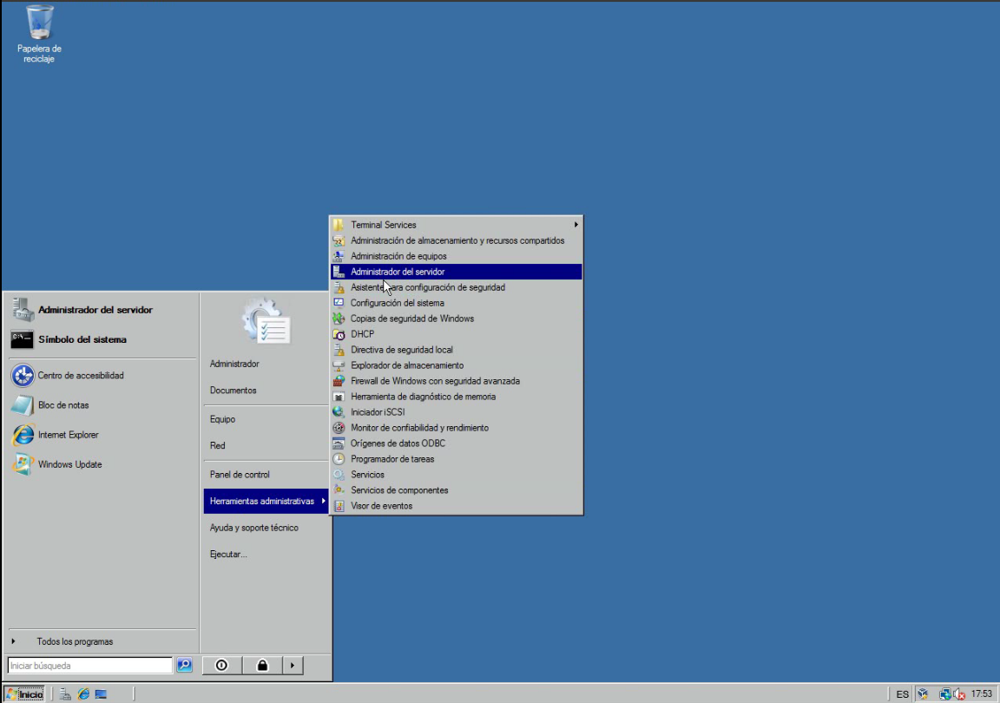 Papelera de
reciclaje
Terminal Services
Administración de almacenamiento y recursos compartidos
Administración de equipos
Administrador del servidor
Asistente para configuración de seguridad
Configuración del sistema
Copias de seguridad de Windows
DHCP
Directiva de seguridad local
Explorador de almacenamiento
Firewall de Windows con seguridad avanzada
Herramienta de diagnóstico de memoria
Iniciador iSCSI
Monitor de confiabilidad y rendimiento
Orígenes de datos ODBC
Programador de tareas
Servicios
Servicios de componentes
Visor de eventos
Administrador del servidor
Símbolo del sistema
Centro de accesibilidad
Bloc de notas
Internet Explorer
Windows Update
Todos los programas
Iniciar búsqueda
Administrador
Documentos
Equipo
Red
Panel de control
Herramientas administrativas
Ayuda y soporte técnico
Ejecutar...
Inicio
ES
17:53